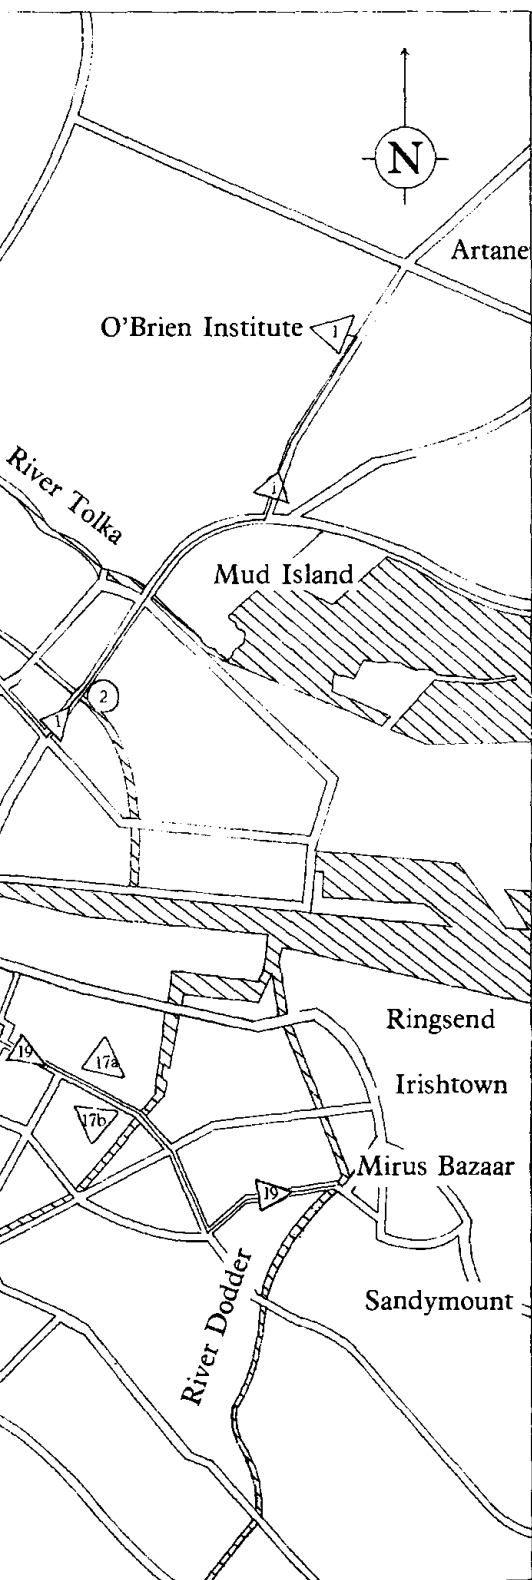 N
Artane
O'Brien Institute
1
1
River Tolka
Mud Island
2
1
Ringsend
19
17a
Irishtown
17b
Mirus Bazaar
19
River Dodder
Sandymount